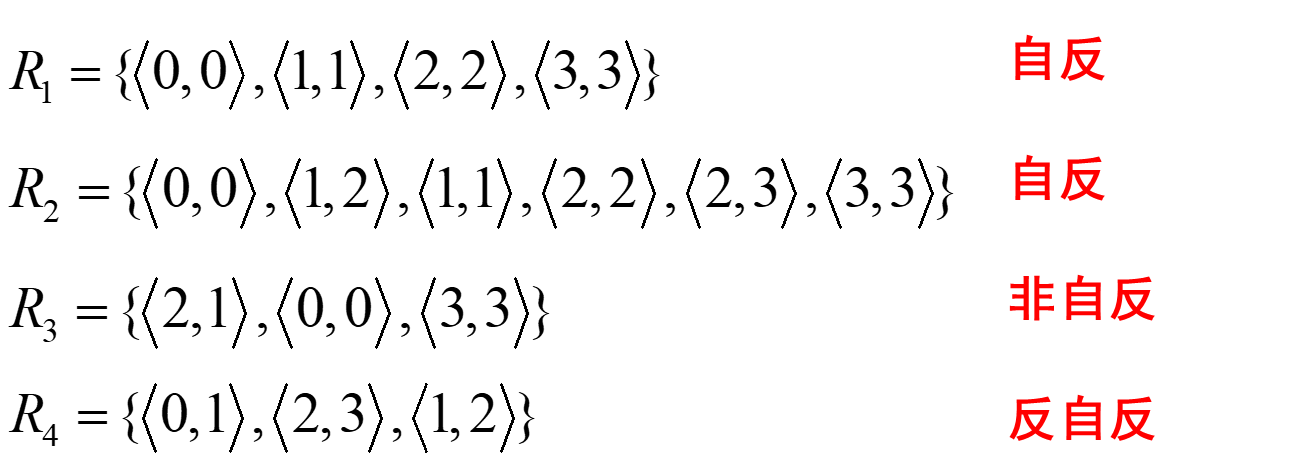 R₁ = {⟨0,0⟩,⟨1,1⟩,⟨2,2⟩,⟨3,3⟩} 自反
R₂ = {⟨0,0⟩,⟨1,2⟩,⟨1,1⟩,⟨2,2⟩,⟨2,3⟩,⟨3,3⟩} 自反
R₃ = {⟨2,1⟩,⟨0,0⟩,⟨3,3⟩} 非自反
R₄ = {⟨0,1⟩,⟨2,3⟩,⟨1,2⟩} 反自反